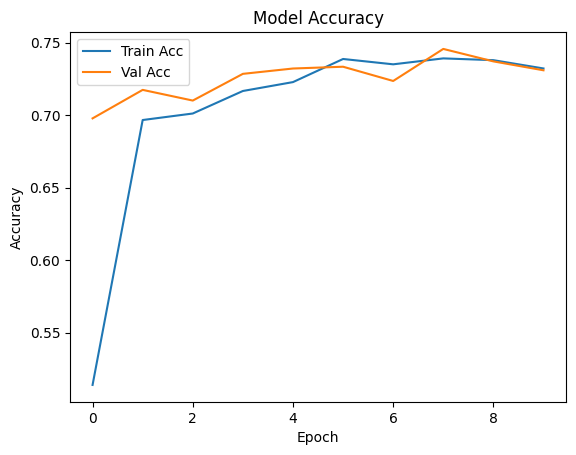 Model Accuracy
Train Acc
Val Acc
0.75
0.70
0.65
0.60
0.55
Accuracy
0 2 4 6 8
Epoch